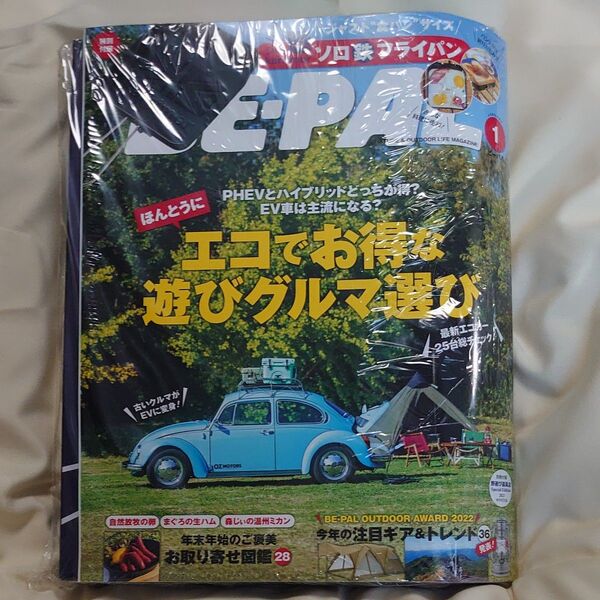 特別
付録
"ソロ鉄フライパン
BE-PAL
OUTDOOR LIFE MAGAZINE
1
PHEVとハイブリッドどっちが得?
EV車は主流になる?
ほんとうに
エコでお得な
遊びグルマ選び
最新エコカー
25台総チェック!
古いクルマが
EVに変身!
OZ MOTORS
自然放牧の卵
まぐろの生ハム
森じぃの温州ミカン
年末年始のご褒美
お取り寄せ図鑑28
BE-PAL OUTDOOR AWARD 2022
今年の注目ギア&トレンド36
発表!